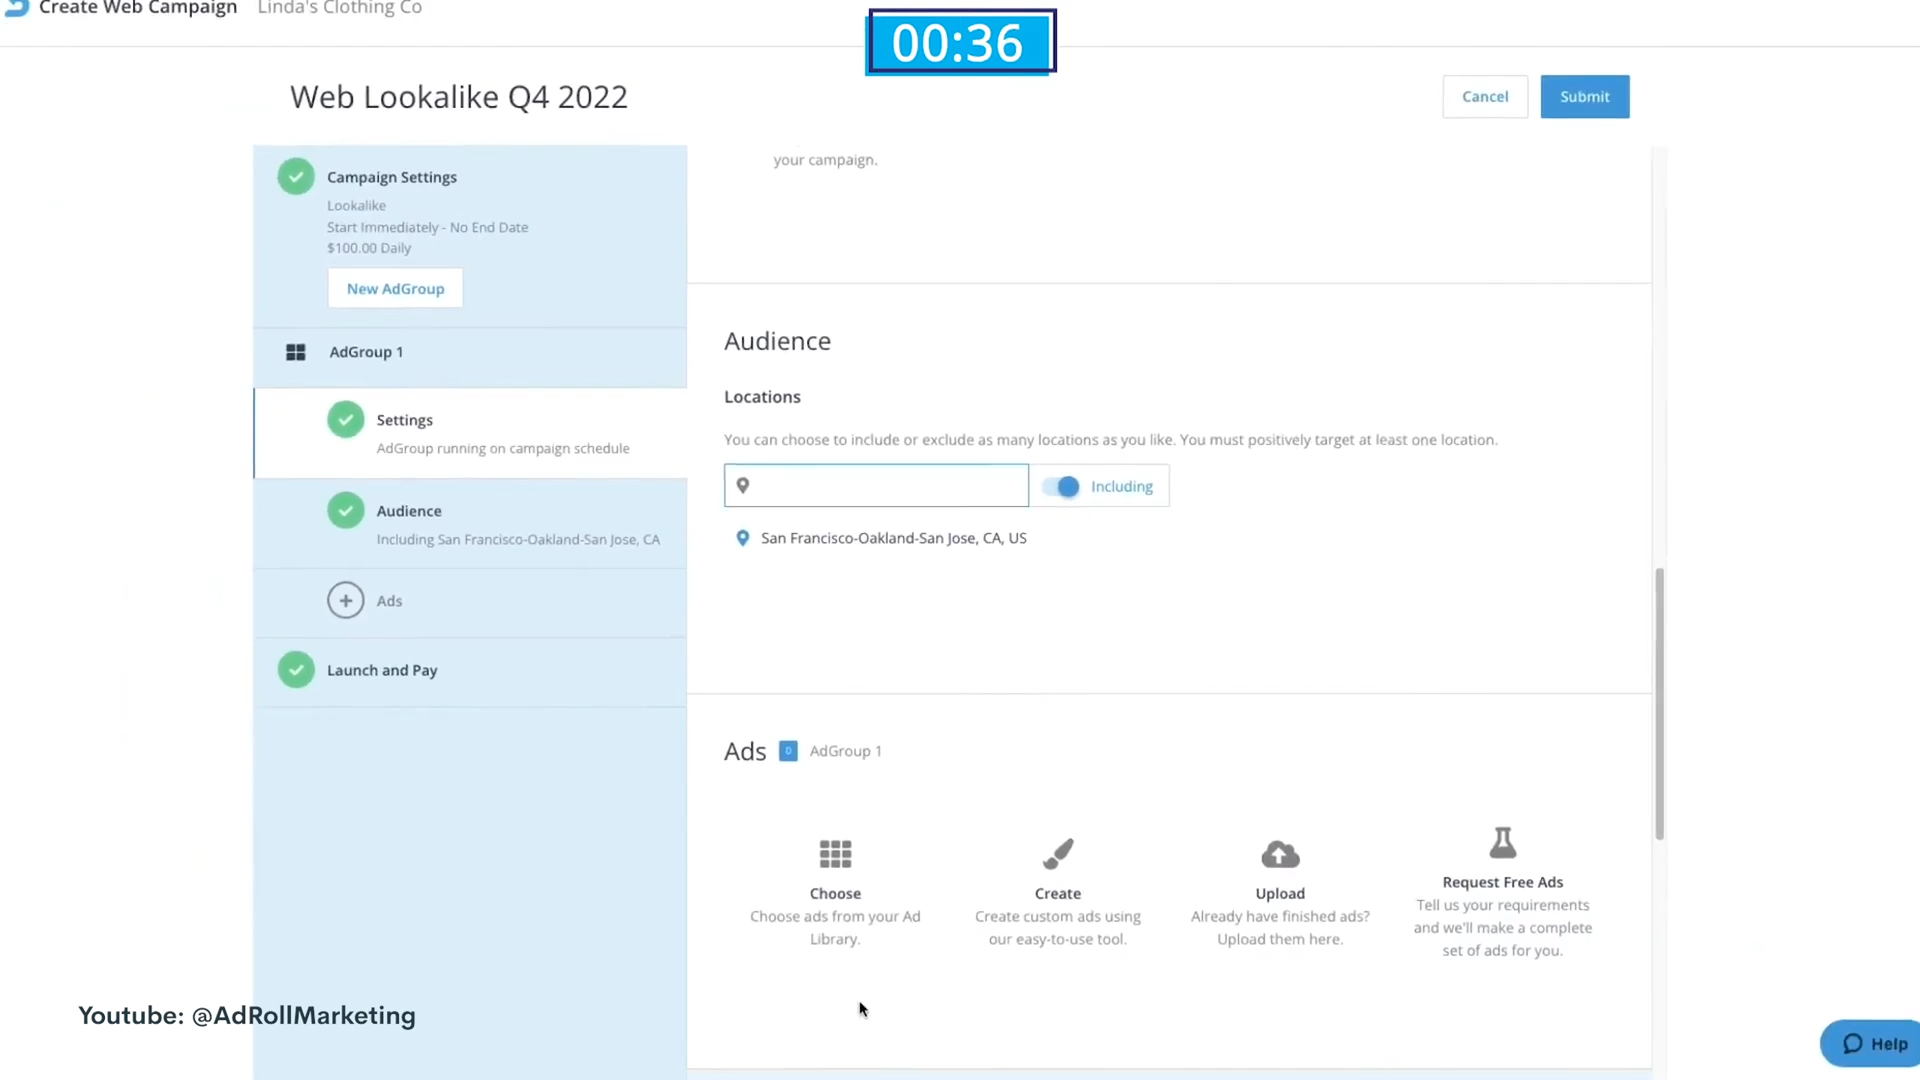 Create Web Campaign Linda's Clothing Co
00:36
Web Lookalike Q4 2022
Cancel
Submit
Campaign Settings
Lookalike
Start Immediately - No End Date
$100.00 Daily
New AdGroup
AdGroup 1
Settings
AdGroup running on campaign schedule
Audience
Including San Francisco-Oakland-San Jose, CA
Ads
Launch and Pay
your campaign.
Audience
Locations
You can choose to include or exclude as many locations as you like. You must positively target at least one location.
Including
San Francisco-Oakland-San Jose, CA, US
Ads 0 AdGroup 1
Choose
Choose ads from your Ad
Library.
Create
Create custom ads using
our easy-to-use tool.
Upload
Already have finished ads?
Upload them here.
Request Free Ads
Tell us your requirements
and we'll make a complete
set of ads for you.
Youtube: @AdRollMarketing
Help